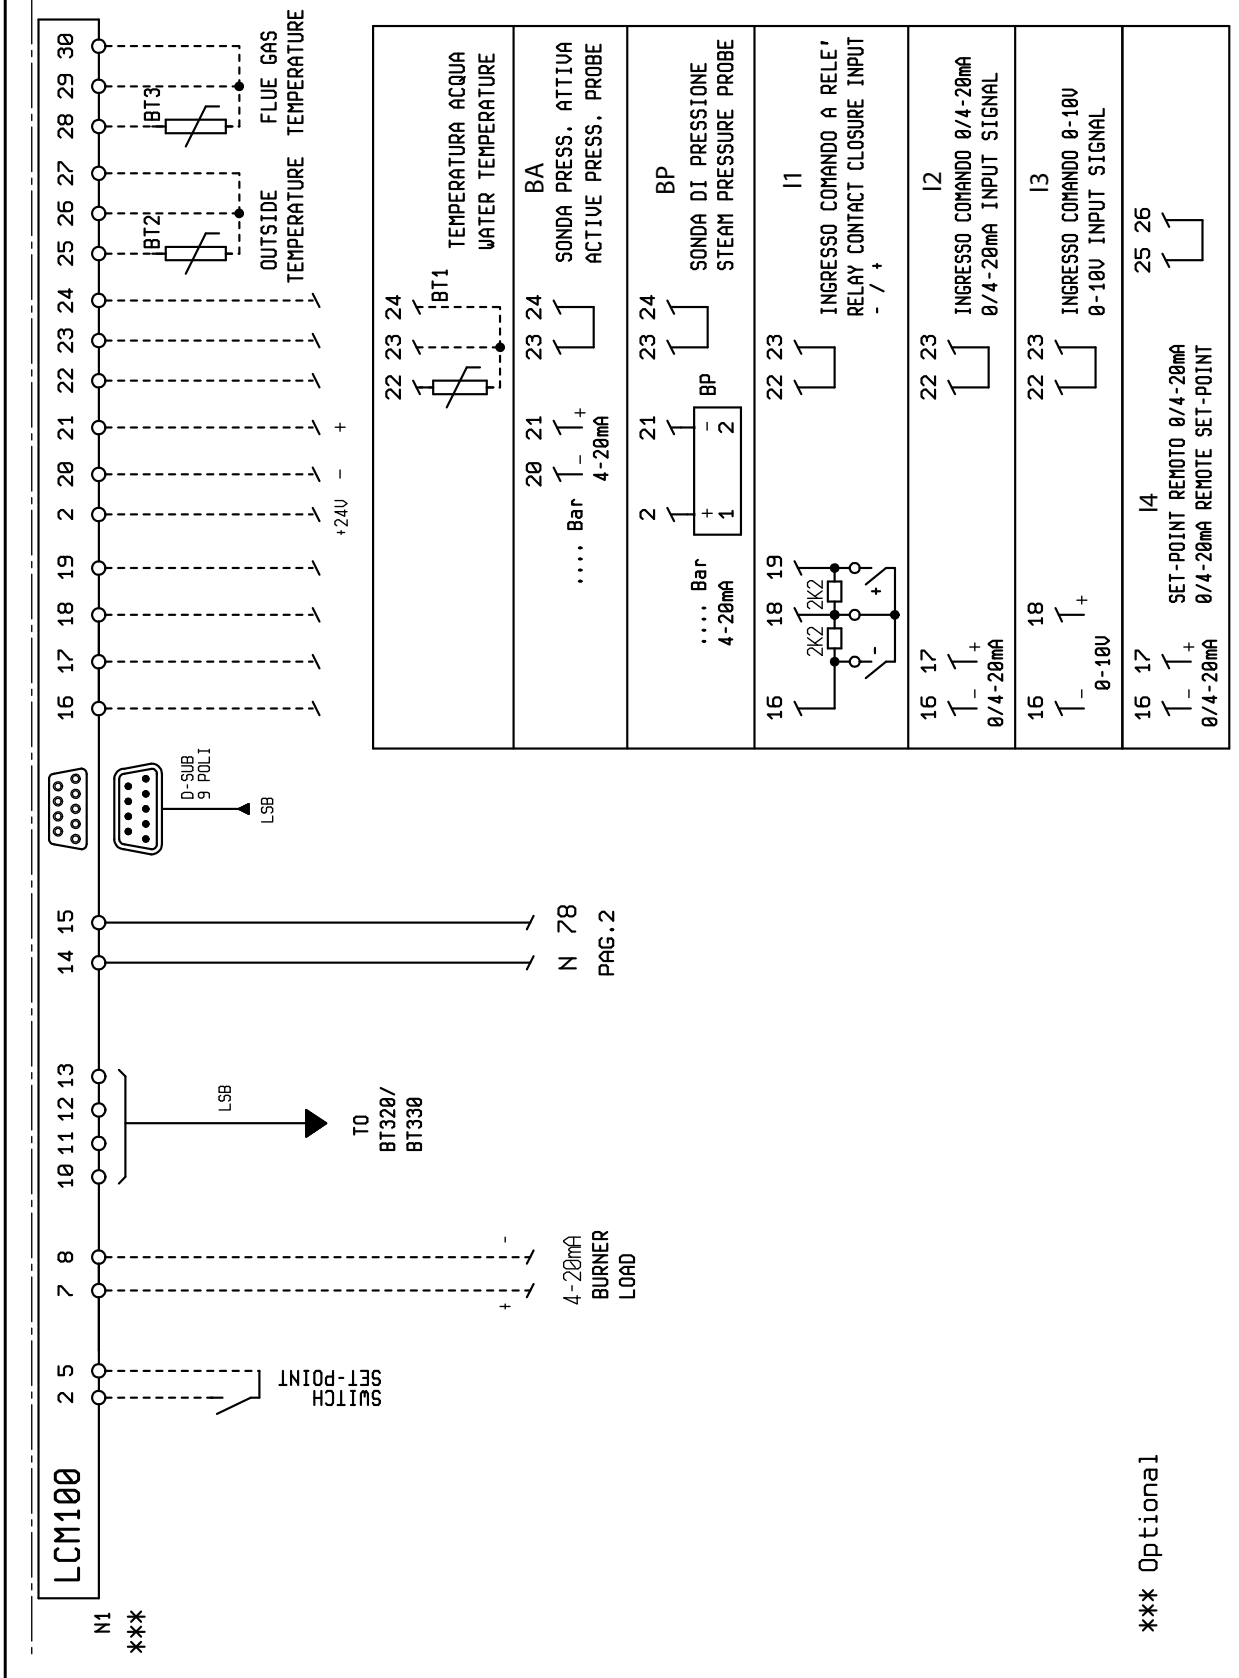 LCM100
N1
***
2 5 7 8 10 11 12 13 14 15 16 17 18 19 2 20 21 22 23 24 25 26 27 28 29 30
SWITCH
SET-POINT
+ -
4-20mA
BURNER
LOAD
LSB
TO
BT320/
BT330
N 78
PAG.2
D-SUB
9 POLI
LSB
+24V - +
BT2
OUTSIDE
TEMPERATURE
BT3
FLUE GAS
TEMPERATURE
22 23 24
BT1
TEMPERATURA ACQUA
WATER TEMPERATURE
20 21 23 24
- +
.... Bar
4-20mA
BA
SONDA PRESS. ATTIVA
ACTIVE PRESS. PROBE
2 21 23 24
+ -
1 2
BP
.... Bar
4-20mA
BP
SONDA DI PRESSIONE
STEAM PRESSURE PROBE
16 18 19 22 23
2K2 2K2
- +
I1
INGRESSO COMANDO A RELE'
RELAY CONTACT CLOSURE INPUT
- / +
16 17 22 23
- +
0/4-20mA
I2
INGRESSO COMANDO 0/4-20mA
0/4-20mA INPUT SIGNAL
16 18 22 23
- +
0-10V
I3
INGRESSO COMANDO 0-10V
0-10V INPUT SIGNAL
16 17 25 26
- +
0/4-20mA
I4
SET-POINT REMOTO 0/4-20mA
0/4-20mA REMOTE SET-POINT
*** Optional